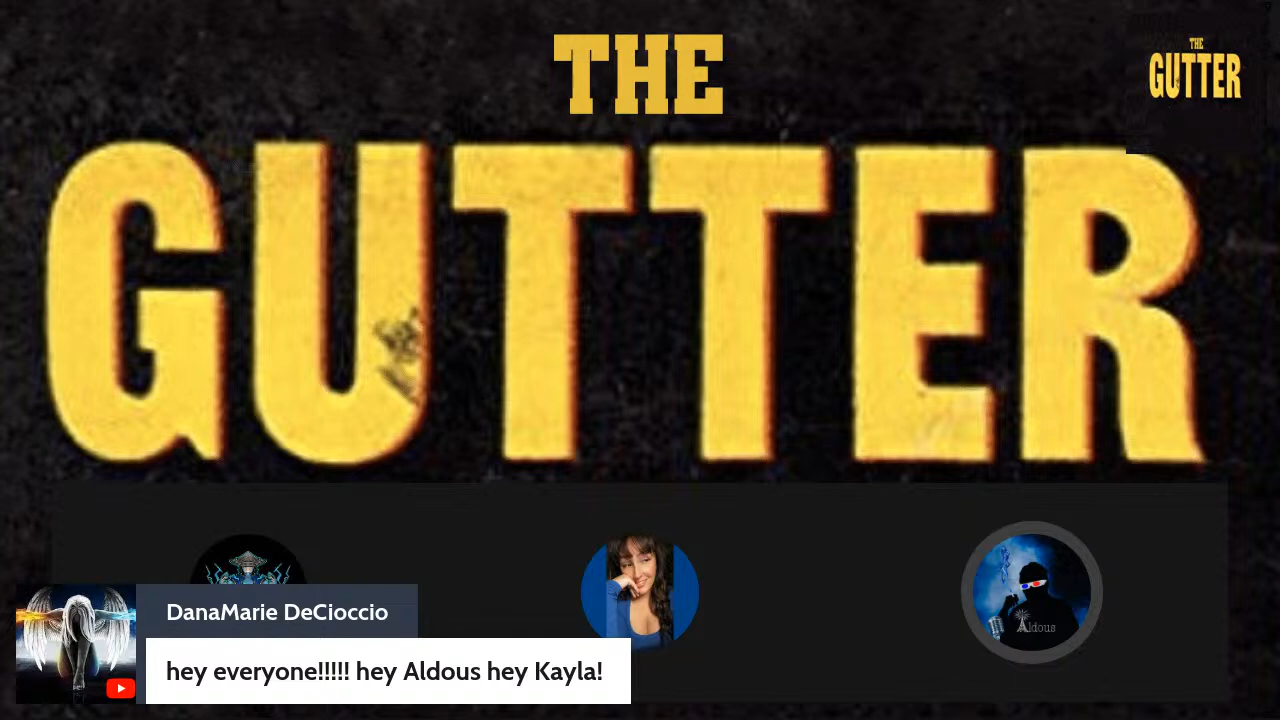 THE
GUTTER
THE
GUTTER
Aldous
DanaMarie DeCioccio
hey everyone!!!!! hey Aldous hey Kayla!